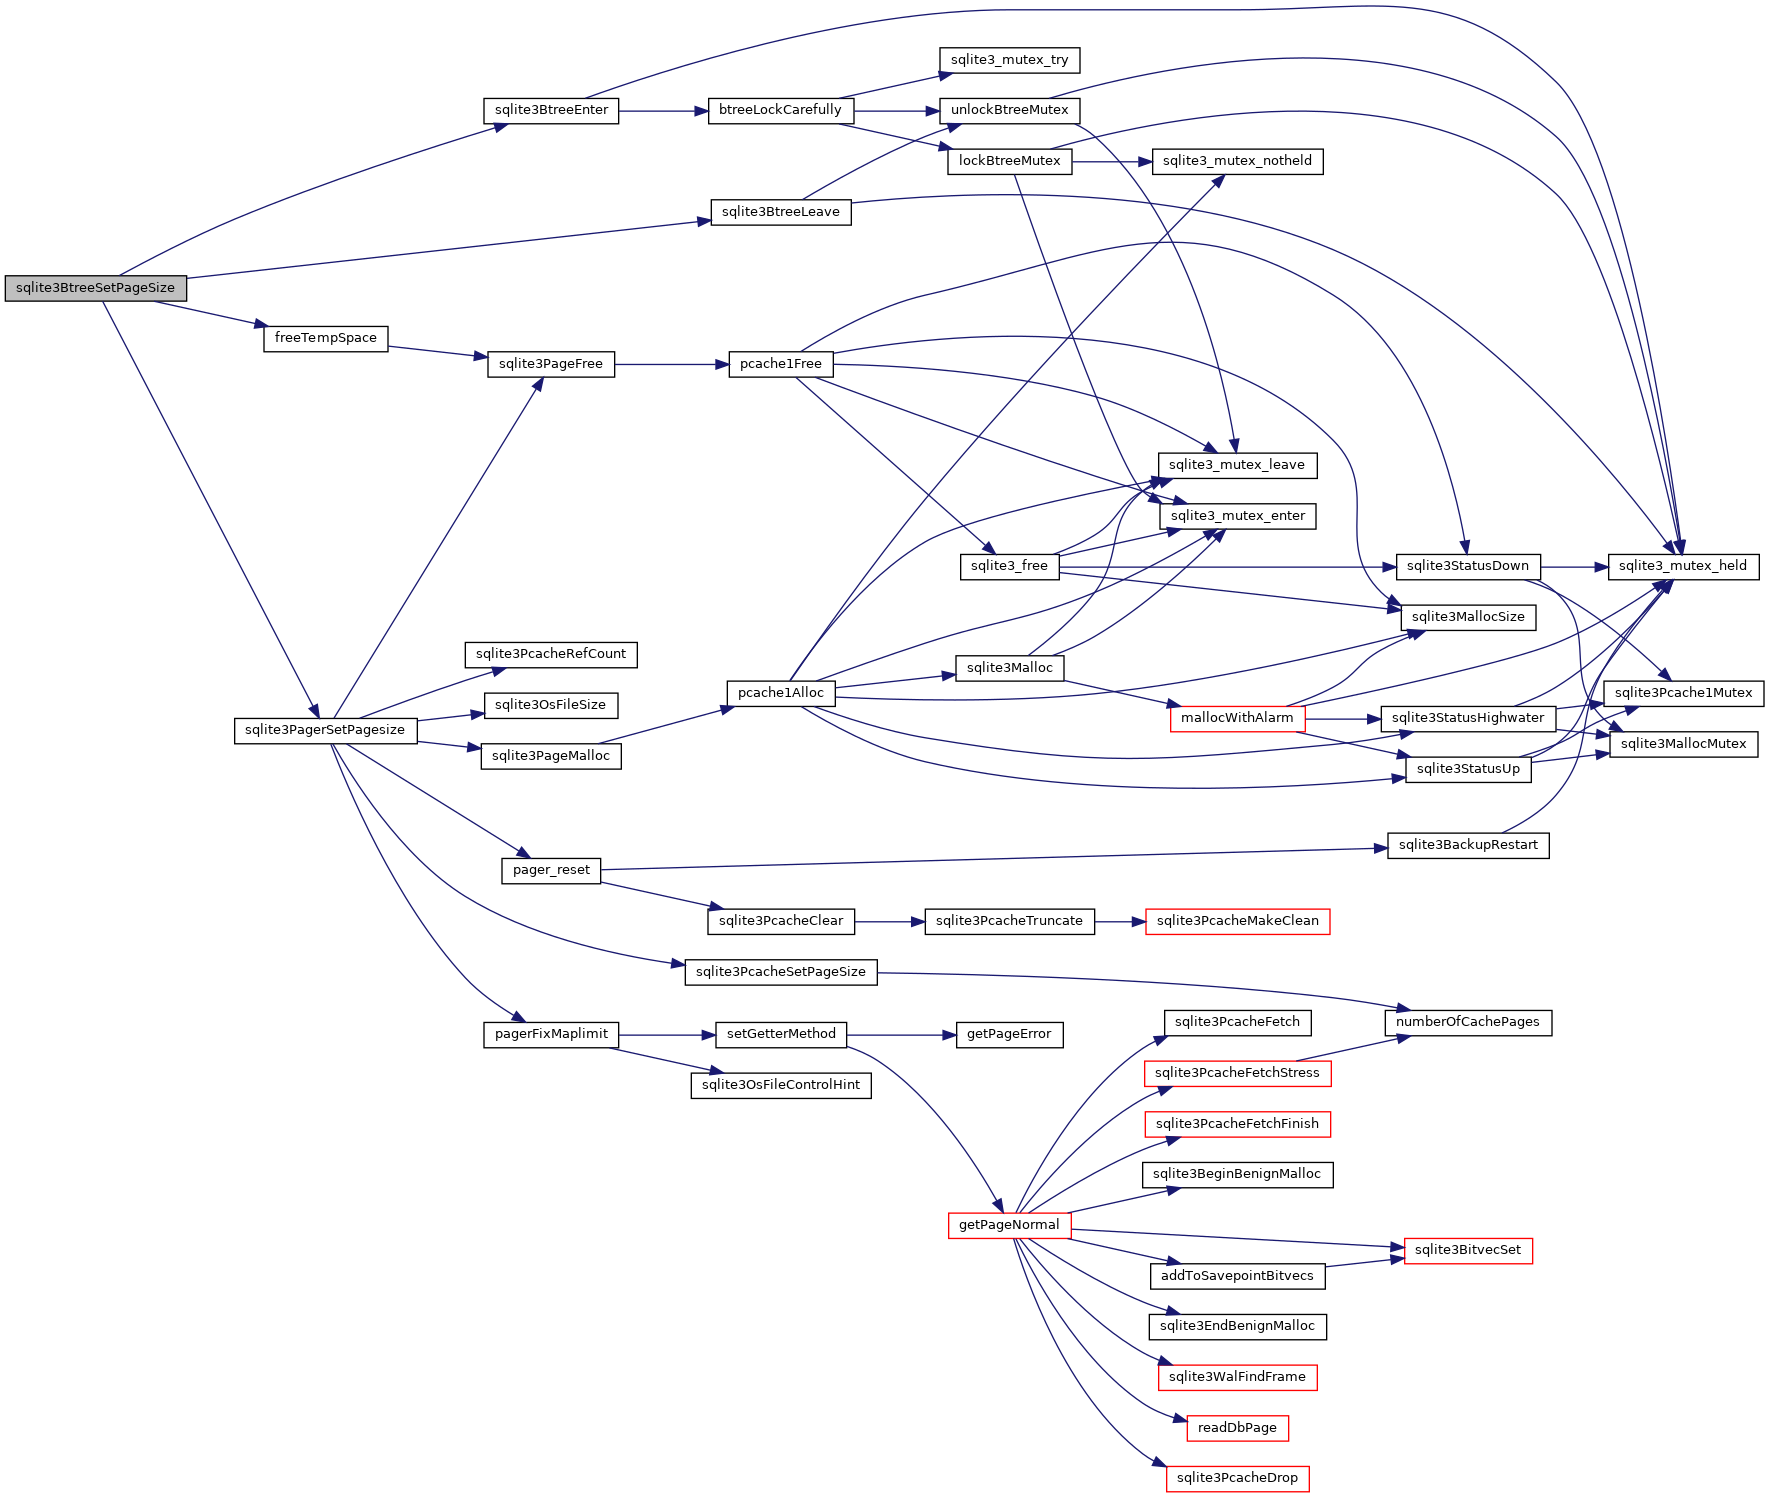 sqlite3_mutex_try
sqlite3BtreeEnter
btreeLockCarefully
unlockBtreeMutex
lockBtreeMutex
sqlite3_mutex_notheld
sqlite3BtreeLeave
sqlite3BtreeSetPageSize
freeTempSpace
sqlite3PageFree
pcache1Free
sqlite3_mutex_leave
sqlite3_mutex_enter
sqlite3_free
sqlite3StatusDown
sqlite3_mutex_held
sqlite3MallocSize
sqlite3PcacheRefCount
sqlite3Malloc
pcache1Alloc
sqlite3Pcache1Mutex
sqlite3OsFileSize
mallocWithAlarm
sqlite3StatusHighwater
sqlite3PagerSetPagesize
sqlite3MallocMutex
sqlite3PageMalloc
sqlite3StatusUp
sqlite3BackupRestart
pager_reset
sqlite3PcacheClear
sqlite3PcacheTruncate
sqlite3PcacheMakeClean
sqlite3PcacheSetPageSize
sqlite3PcacheFetch
numberOfCachePages
pagerFixMaplimit
setGetterMethod
getPageError
sqlite3PcacheFetchStress
sqlite3OsFileControlHint
sqlite3PcacheFetchFinish
sqlite3BeginBenignMalloc
getPageNormal
sqlite3BitvecSet
addToSavepointBitvecs
sqlite3EndBenignMalloc
sqlite3WalFindFrame
readDbPage
sqlite3PcacheDrop